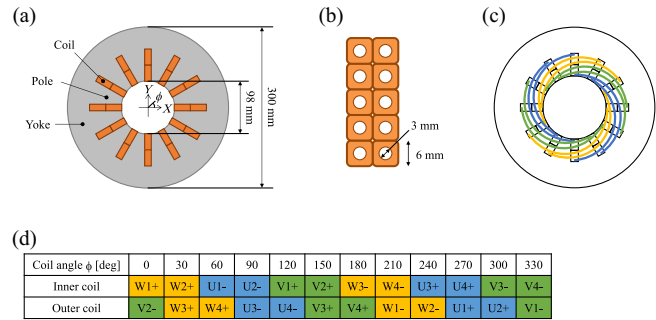 (a)
Coil
Pole
Yoke
Y
ϕ
X
98 mm
300 mm
(b)
3 mm
6 mm
(c)
(d)
Coil angle ϕ [deg] 0 30 60 90 120 150 180 210 240 270 300 330
Inner coil W1+ W2+ U1- U2- V1+ V2+ W3- W4- U3+ U4+ V3- V4-
Outer coil V2- W3+ W4+ U3- U4- V3+ V4+ W1- W2- U1+ U2+ V1-